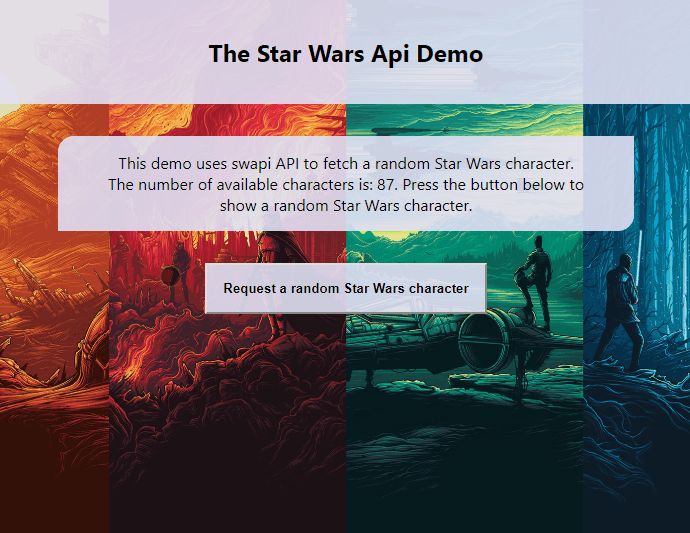 The Star Wars Api Demo
This demo uses swapi API to fetch a random Star Wars character.
The number of available characters is: 87. Press the button below to
show a random Star Wars character.
Request a random Star Wars character